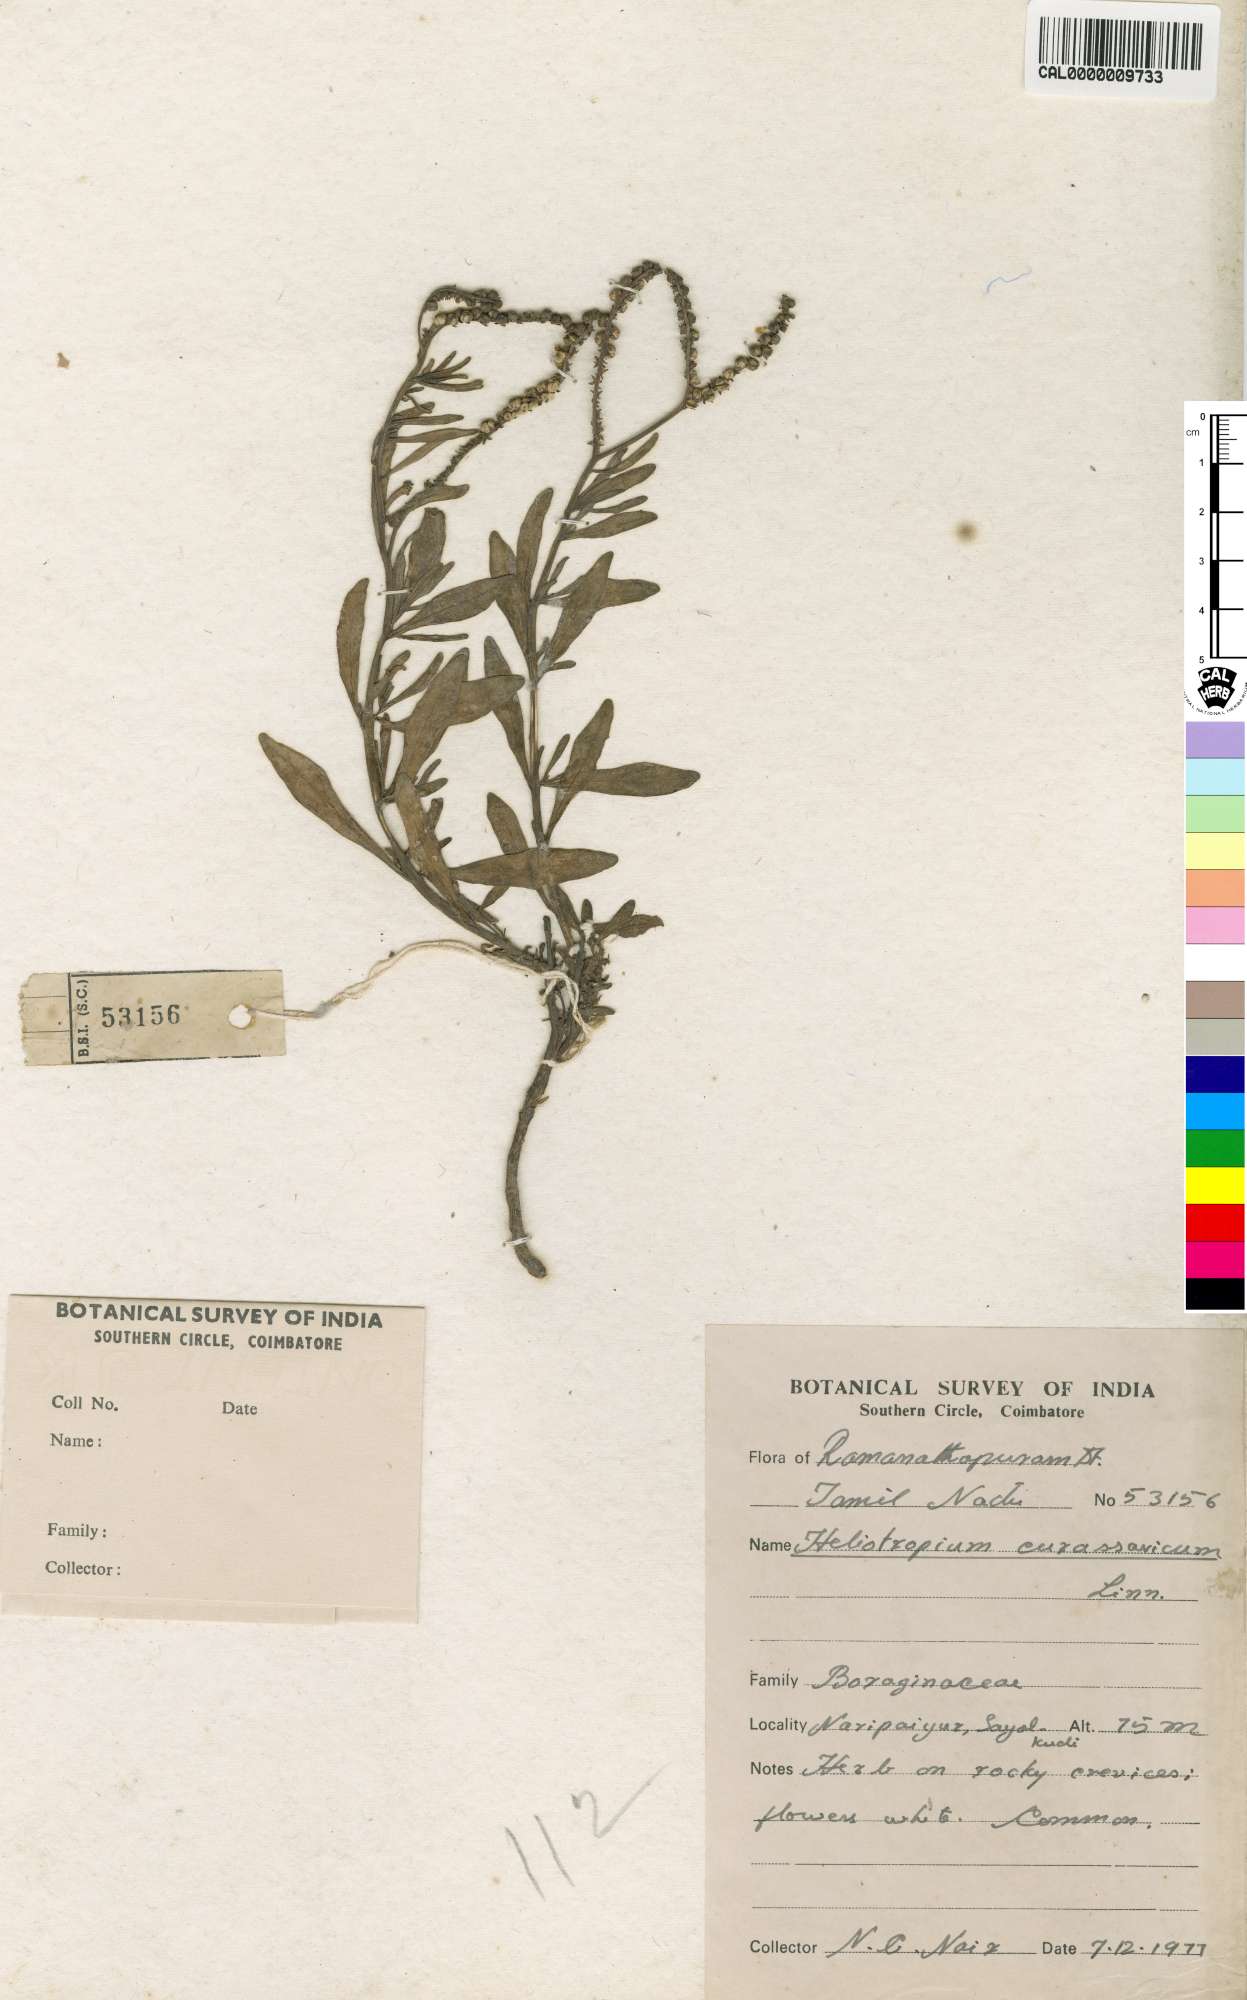 CAL0000009733
0
cm
1
2
3
4
5
CAL
HERB
B.S.I. (S.C.)
53156
BOTANICAL SURVEY OF INDIA
SOUTHERN CIRCLE, COIMBATORE
Coll No. Date
Name:
Family:
Collector:
112
BOTANICAL SURVEY OF INDIA
Southern Circle, Coimbatore
Flora of Ramanathapuram Dt.
Tamil Nadu No 53156
Name Heliotropium curassavicum
Linn.
Family Boraginaceae
Locality Naripaiyur, Sayal- Alt. 75 m
kudi
Notes Herb on rocky crevices;
flowers white. Common.
Collector N.C. Nair Date 7.12.1977